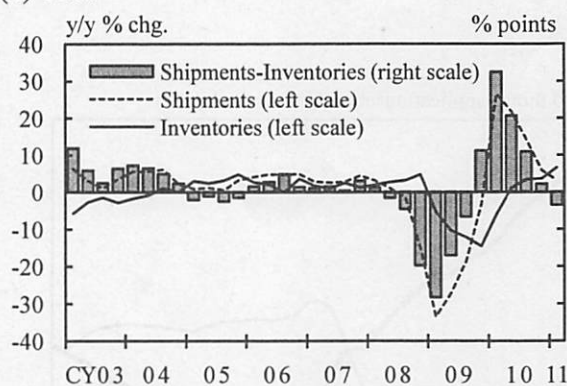 y/y % chg. % points
40
30
20
10
0
-10
-20
-30
-40
Shipments-Inventories (right scale)
Shipments (left scale)
Inventories (left scale)
CY03 04 05 06 07 08 09 10 11